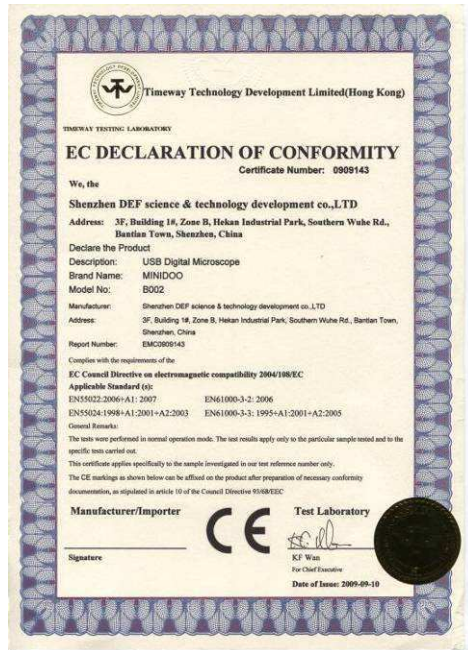 Timeway Technology Development Limited(Hong Kong)
TIMEWAY TESTING LABORATORY
EC DECLARATION OF CONFORMITY
Certificate Number: 0909143
We, the
Shenzhen DEF science & technology development co.,LTD
Address: 3F, Building 1#, Zone B, Hekan Industrial Park, Southern Wuhe Rd.,
Bantian Town, Shenzhen, China
Declare the Product
Description: USB Digital Microscope
Brand Name: MINIDOO
Model No: B002
Manufacturer: Shenzhen DEF science & technology development co.,LTD
Address: 3F, Building 1#, Zone B, Hekan Industrial Park, Southern Wuhe Rd., Bantian Town,
Shenzhen, China
Report Number: EMC0909143
Complies with the requirements of the
EC Council Directive on electromagnetic compatibility 2004/108/EC
Applicable Standard (s):
EN55022:2006+A1: 2007 EN61000-3-2: 2006
EN55024:1998+A1:2001+A2:2003 EN61000-3-3: 1995+A1:2001+A2:2005
General Remarks:
The tests were performed in normal operation mode. The test results apply only to the particular sample tested and to the
specific tests carried out.
This certificate applies specifically to the sample investigated in our test reference number only.
The CE markings as shown below can be affixed on the product after preparation of necessary conformity
documentation, as stipulated in article 10 of the Council Directive 93/68/EEC
Manufacturer/Importer CE Test Laboratory
Signature KF Wan
For Chief Executive
Date of Issue: 2009-09-10